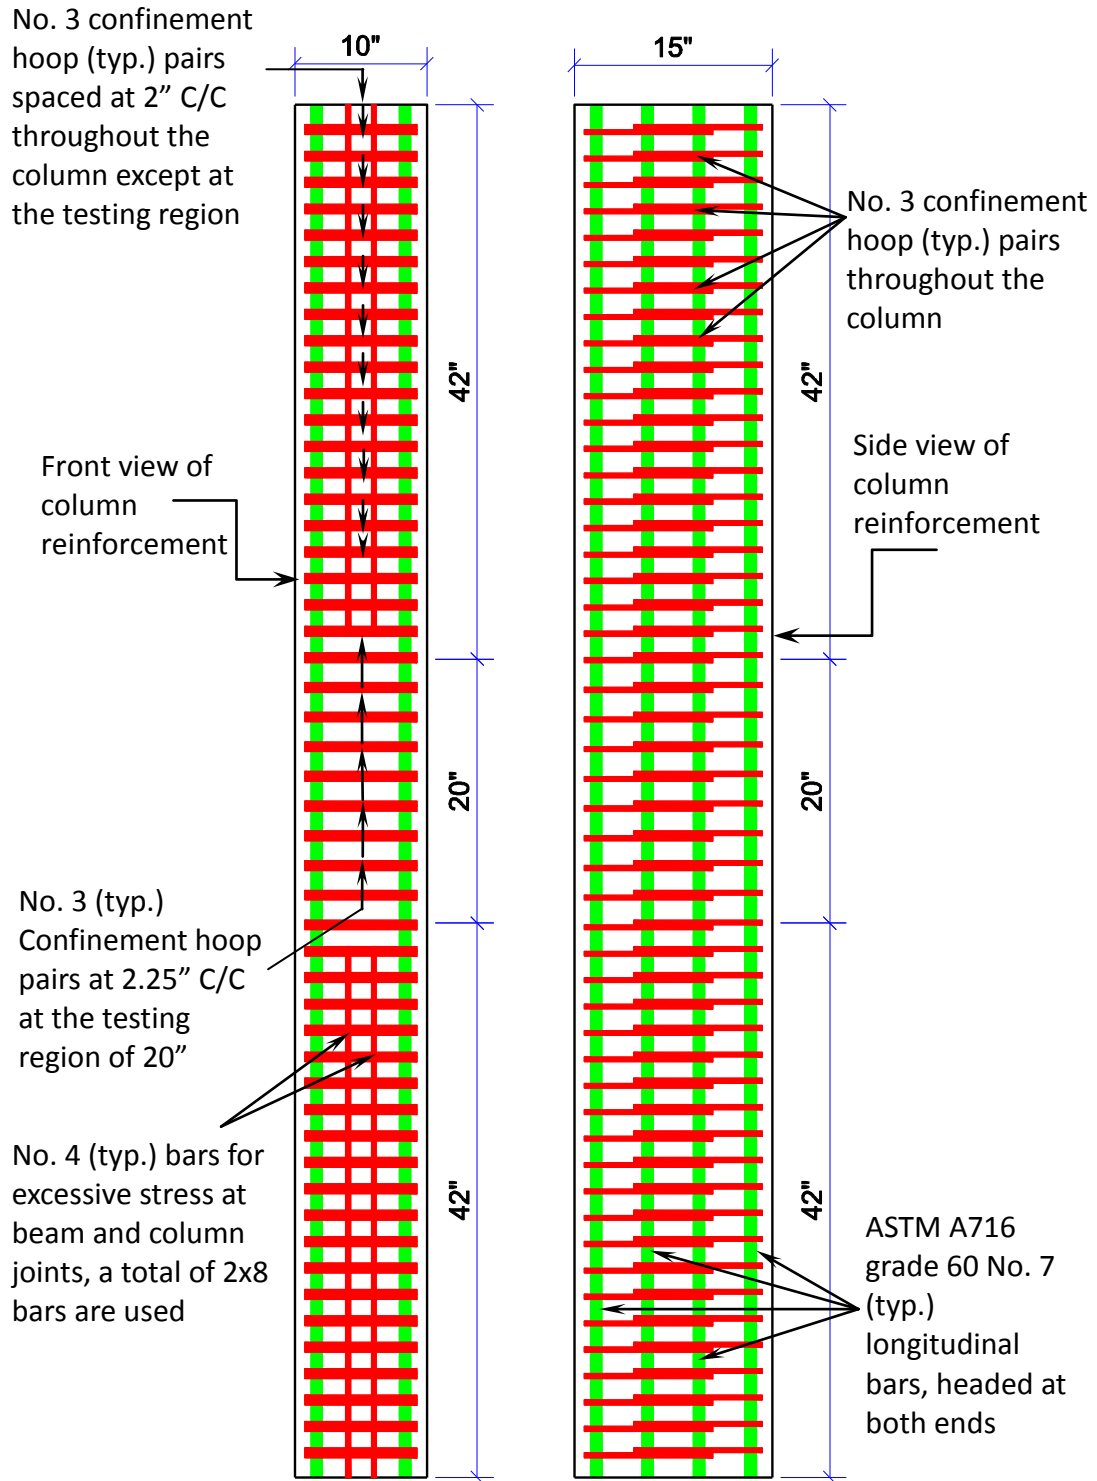 No. 3 confinement
hoop (typ.) pairs
spaced at 2” C/C
throughout the
column except at
the testing region
10"
15"
No. 3 confinement
hoop (typ.) pairs
throughout the
column
42"
42"
Front view of
column
reinforcement
Side view of
column
reinforcement
20"
20"
No. 3 (typ.)
Confinement hoop
pairs at 2.25” C/C
at the testing
region of 20”
No. 4 (typ.) bars for
excessive stress at
beam and column
joints, a total of 2x8
bars are used
42"
42"
ASTM A716
grade 60 No. 7
(typ.)
longitudinal
bars, headed at
both ends